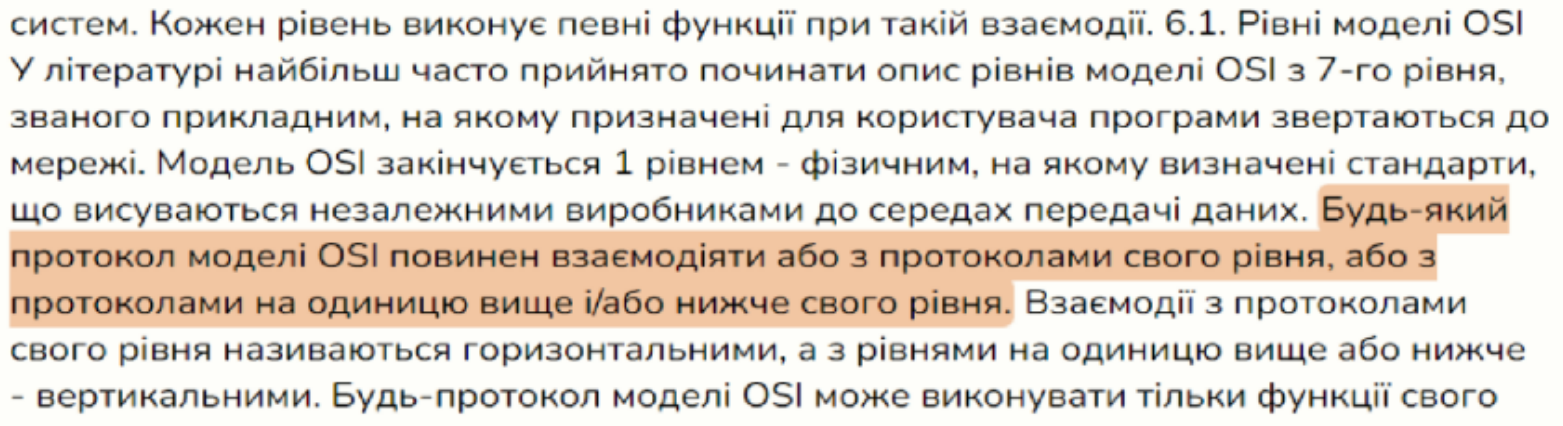 систем. Кожен рівень виконує певні функції при такій взаємодії. 6.1. Рівні моделі OSI
У літературі найбільш часто прийнято починати опис рівнів моделі OSI з 7-го рівня,
званого прикладним, на якому призначені для користувача програми звертаються до
мережі. Модель OSI закінчується 1 рівнем - фізичним, на якому визначені стандарти,
що висуваються незалежними виробниками до середах передачі даних. Будь-який
протокол моделі OSI повинен взаємодіяти або з протоколами свого рівня, або з
протоколами на одиницю вище і/або нижче свого рівня. Взаємодії з протоколами
свого рівня називаються горизонтальними, а з рівнями на одиницю вище або нижче
- вертикальними. Будь-протокол моделі OSI може виконувати тільки функції свого